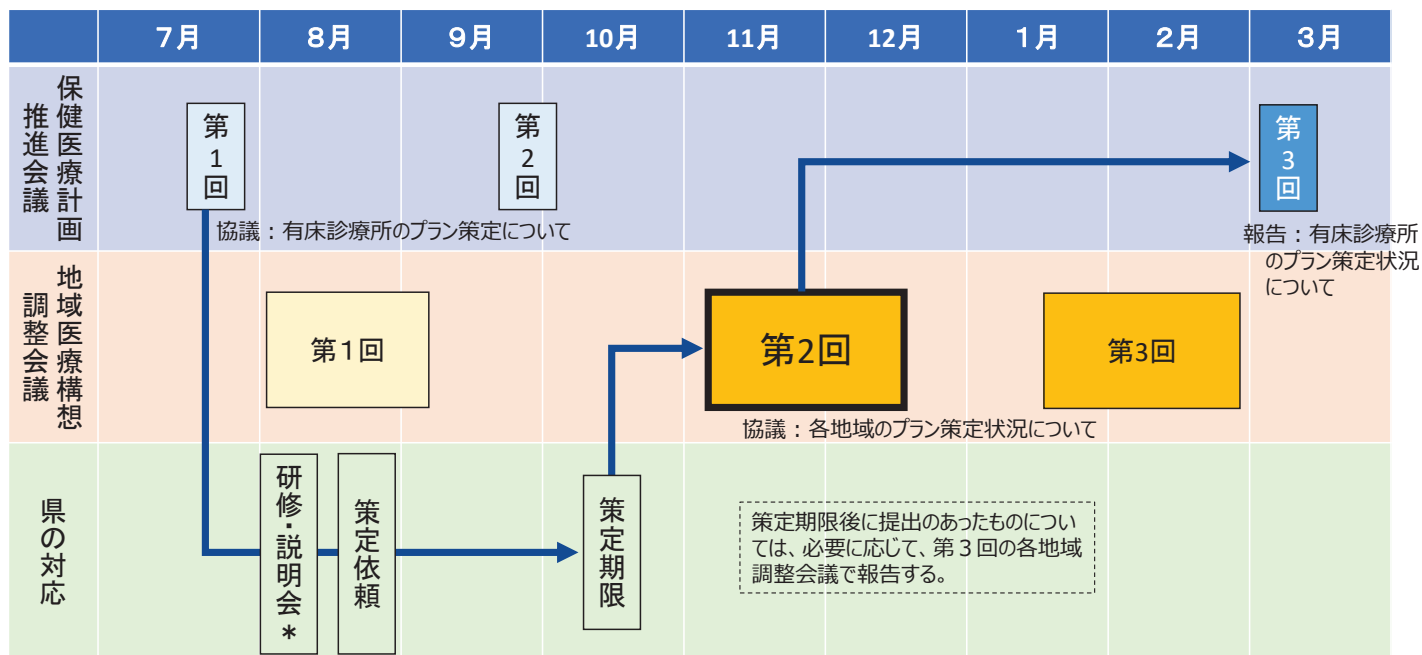 7月 8月 9月 10月 11月 12月 1月 2月 3月
保健医療計画
推進会議
第1回
第2回
第3回
協議：有床診療所のプラン策定について
報告：有床診療所
のプラン策定状況
について
地域医療構想
調整会議
第1回
第2回
第3回
協議：各地域のプラン策定状況について
県の対応
研修・説明会*
策定依頼
策定期限
策定期限後に提出のあったものについ
ては、必要に応じて、第３回の各地域
調整会議で報告する。